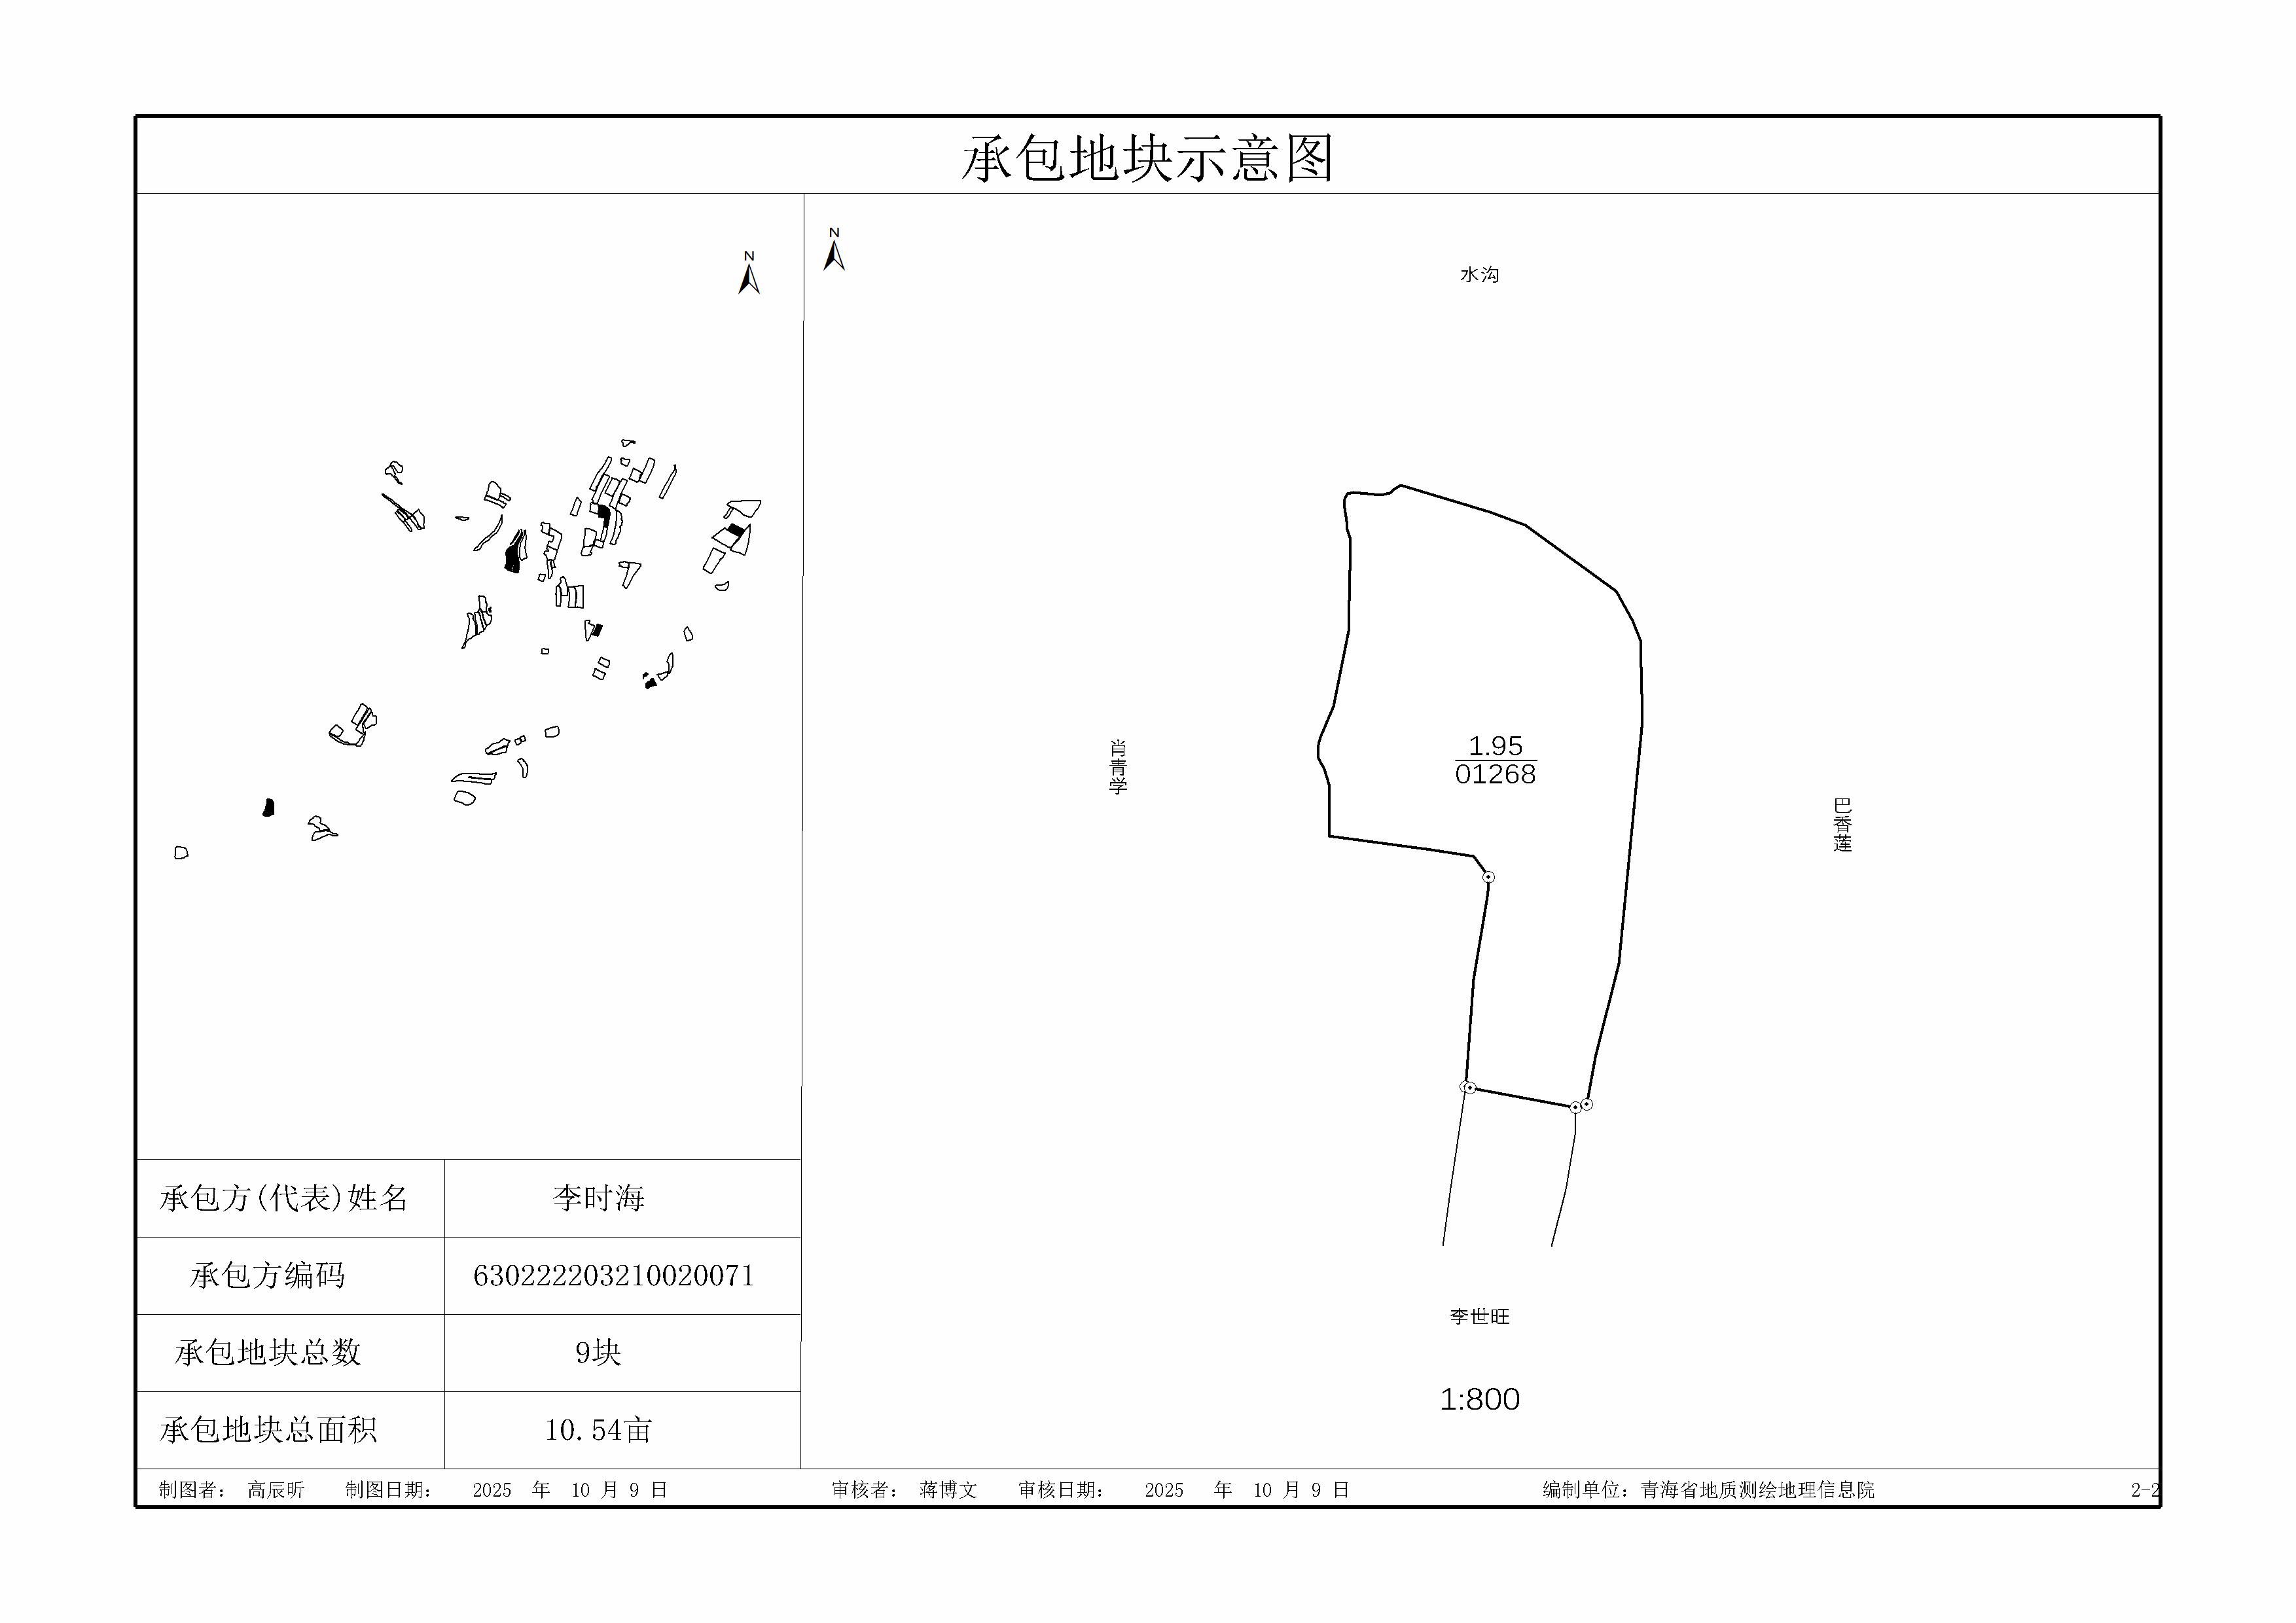 承包地块示意图
N
N
水沟
肖青学
1.95
01268
巴香莲
李世旺
1:800
承包方(代表)姓名 李时海
承包方编码 630222203210020071
承包地块总数 9块
承包地块总面积 10.54亩
制图者: 高辰昕 制图日期: 2025 年 10 月 9 日 审核者: 蒋博文 审核日期: 2025 年 10 月 9 日 编制单位: 青海省地质测绘地理信息院 2-2